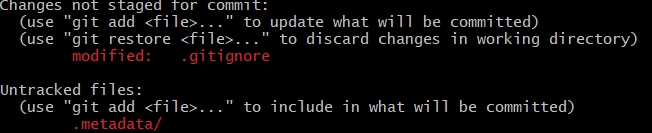 Changes not staged for commit:
  (use "git add <file>..." to update what will be committed)
  (use "git restore <file>..." to discard changes in working directory)
        modified:   .gitignore

Untracked files:
  (use "git add <file>..." to include in what will be committed)
        .metadata/